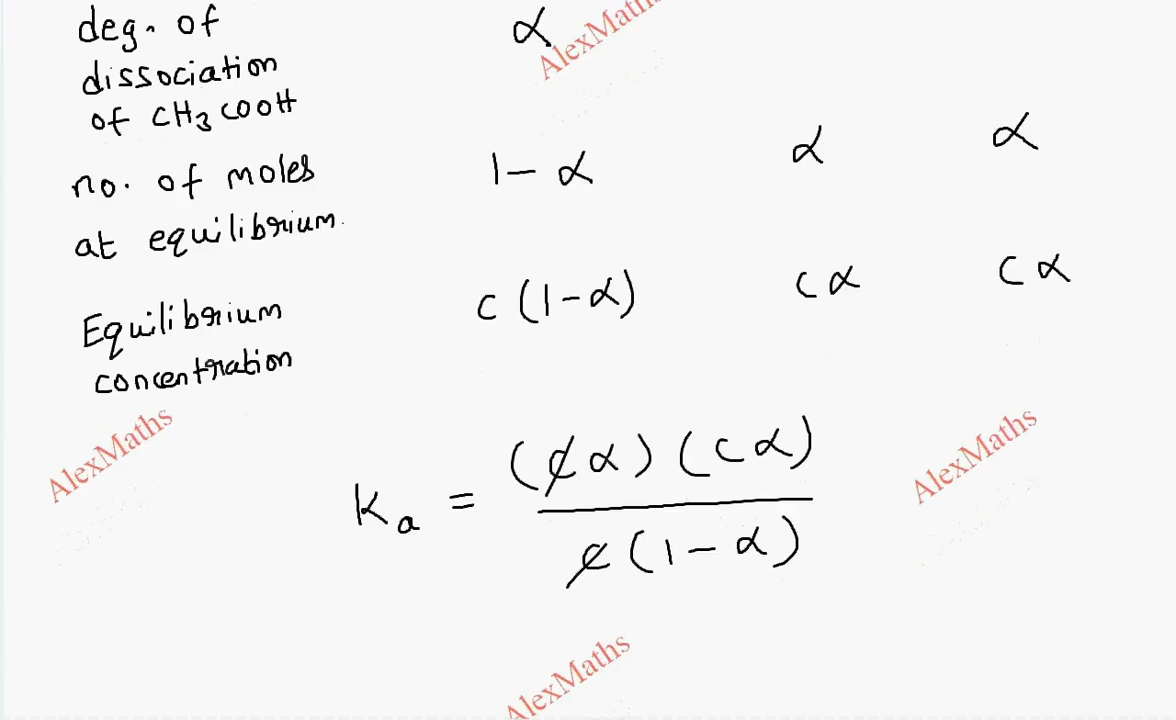 deg. of
dissociation
of CH3COOH
α
AlexMaths
no. of moles
at equilibrium.
1-α
α
α
Equilibrium
concentration
c(1-α)
cα
cα
AlexMaths
Ka = (cα)(cα)
c(1-α)
AlexMaths
AlexMaths